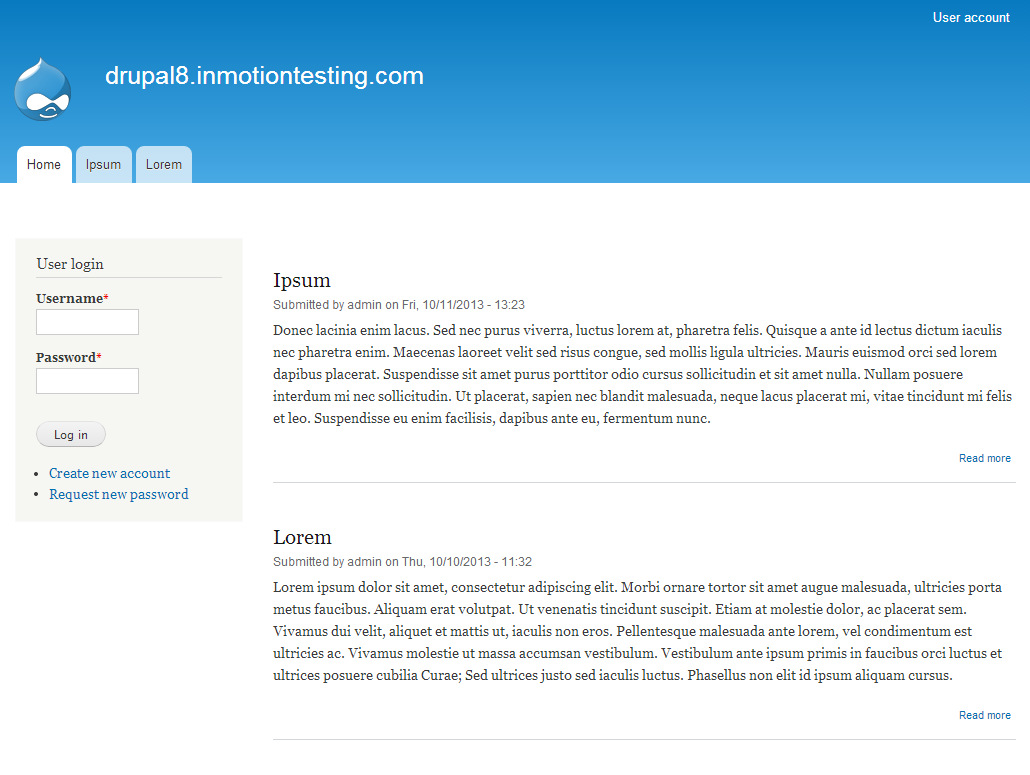 User account
drupal8.inmotiontesting.com
Home
Ipsum
Lorem
User login
Username*
Password*
Log in
Create new account
Request new password
Ipsum
Submitted by admin on Fri, 10/11/2013 - 13:23
Donec lacinia enim lacus. Sed nec purus viverra, luctus lorem at, pharetra felis. Quisque a ante id lectus dictum iaculis
nec pharetra enim. Maecenas laoreet velit sed risus congue, sed mollis ligula ultricies. Mauris euismod orci sed lorem
dapibus placerat. Suspendisse sit amet purus porttitor odio cursus sollicitudin et sit amet nulla. Nullam posuere
interdum mi nec sollicitudin. Ut placerat, sapien nec blandit malesuada, neque lacus placerat mi, vitae tincidunt mi felis
et leo. Suspendisse eu enim facilisis, dapibus ante eu, fermentum nunc.
Read more
Lorem
Submitted by admin on Thu, 10/10/2013 - 11:32
Lorem ipsum dolor sit amet, consectetur adipiscing elit. Morbi ornare tortor sit amet augue malesuada, ultricies porta
metus faucibus. Aliquam erat volutpat. Ut venenatis tincidunt suscipit. Etiam at molestie dolor, ac placerat sem.
Vivamus dui velit, aliquet et mattis ut, iaculis non eros. Pellentesque malesuada ante lorem, vel condimentum est
ultricies ac. Vivamus molestie ut massa accumsan vestibulum. Vestibulum ante ipsum primis in faucibus orci luctus et
ultrices posuere cubilia Curae; Sed ultrices justo sed iaculis luctus. Phasellus non elit id ipsum aliquam cursus.
Read more